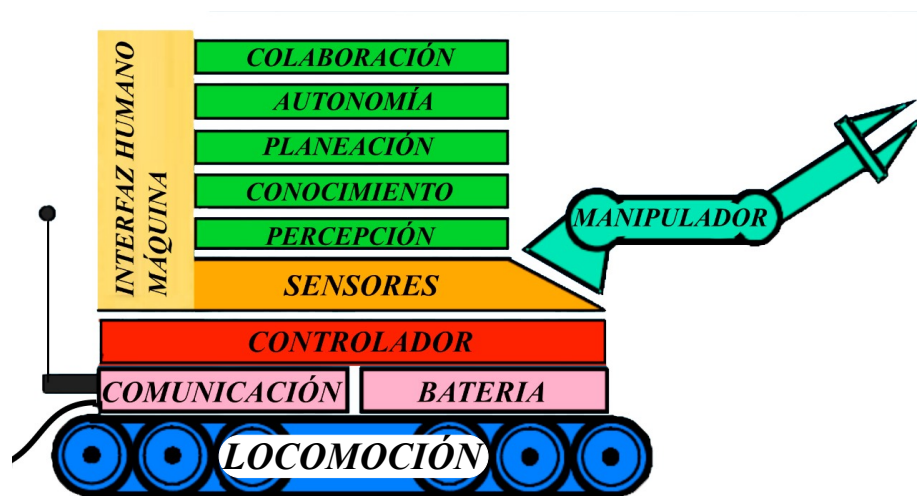 INTERFAZ HUMANO
MÁQUINA
COLABORACIÓN
AUTONOMÍA
PLANEACIÓN
CONOCIMIENTO
PERCEPCIÓN
MANIPULADOR
SENSORES
CONTROLADOR
COMUNICACIÓN
BATERIA
LOCOMOCIÓN